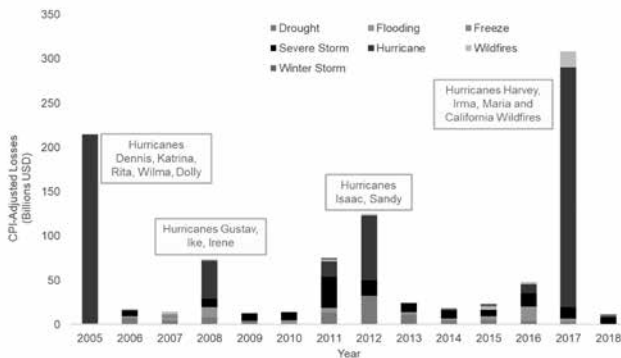 350
300
250
200
150
100
50
0
CPI-Adjusted Losses
(Billions USD)
Drought
Flooding
Freeze
Severe Storm
Hurricane
Wildfires
Winter Storm
Hurricanes
Dennis, Katrina,
Rita, Wilma, Dolly
Hurricanes Gustav,
Ike, Irene
Hurricanes
Isaac, Sandy
Hurricanes Harvey,
Irma, Maria and
California Wildfires
2005 2006 2007 2008 2009 2010 2011 2012 2013 2014 2015 2016 2017 2018
Year